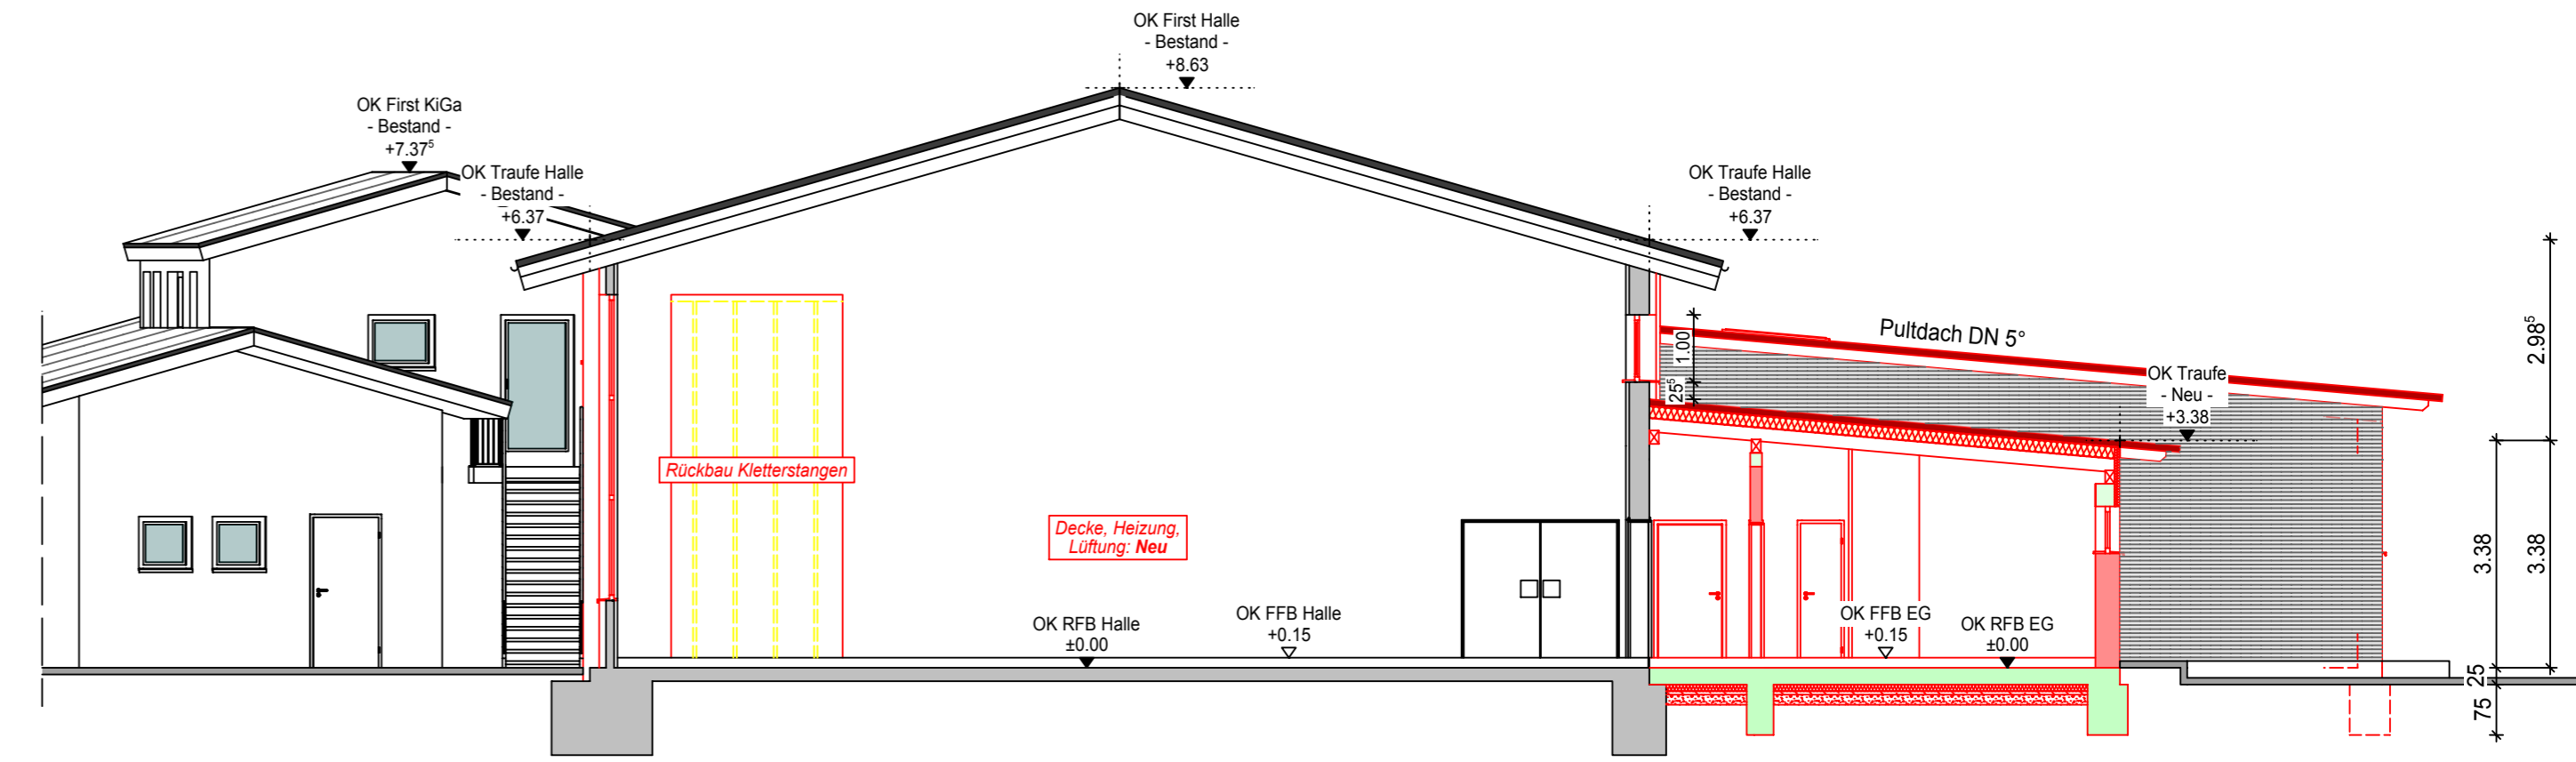 OK First Halle
- Bestand -
+8.63
OK First KiGa
- Bestand -
+7.37⁵
OK Traufe Halle
- Bestand -
+6.37
OK Traufe Halle
- Bestand -
+6.37
Pultdach DN 5°
OK Traufe
- Neu -
+3.38
1.00
25⁵
2.98⁵
3.38
3.38
25
75
Rückbau Kletterstangen
Decke, Heizung,
Lüftung: Neu
OK RFB Halle
±0.00
OK FFB Halle
+0.15
OK FFB EG
+0.15
OK RFB EG
±0.00